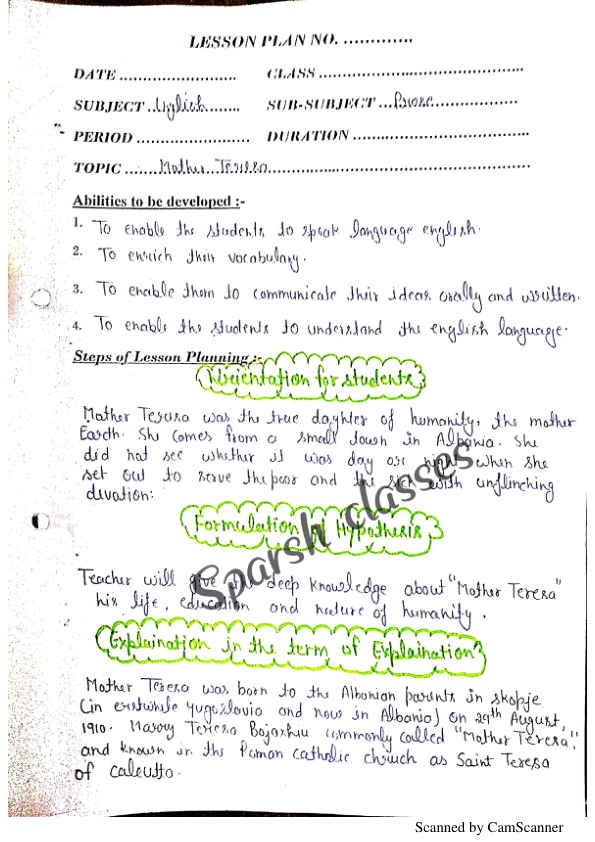 LESSON PLAN NO. .............
DATE ........................ CLASS ..........................................
SUBJECT ..English........ SUB-SUBJECT ...Prose..................
PERIOD ....................... DURATION ...................................
TOPIC .......Mother Teresa.....................................................
Abilities to be developed :-
1. To enable the students to speak language english.
2. To enrich their vocabulary.
3. To enable them to communicate their ideas orally and written.
4. To enable the students to understand the english language.
Steps of Lesson Planning :-
Orientation for students
Mother Teresa was the true daughter of humanity, the mother
Earth. She comes from a small town in Albania. She
did not see whether it was day or night when she
set out to serve the poor and the sick with unflinching
devation:
Formulation of Hypothesis
Teacher will give the deep knowledge about "Mother Teresa"
his life, education and nature of humanity.
Explaination in the term of Explaination?
Mother Tereso was born to the Albanian parents in skopje
(in erstwhile yugoslovia and now in Albania) on 29th August,
1910. Marry Teresa Bojaxhiu commonly called "Mother Teresa".
and known in the Roman catholic church as Saint Teresa
of calcutta.
Sparsh classes
Scanned by CamScanner